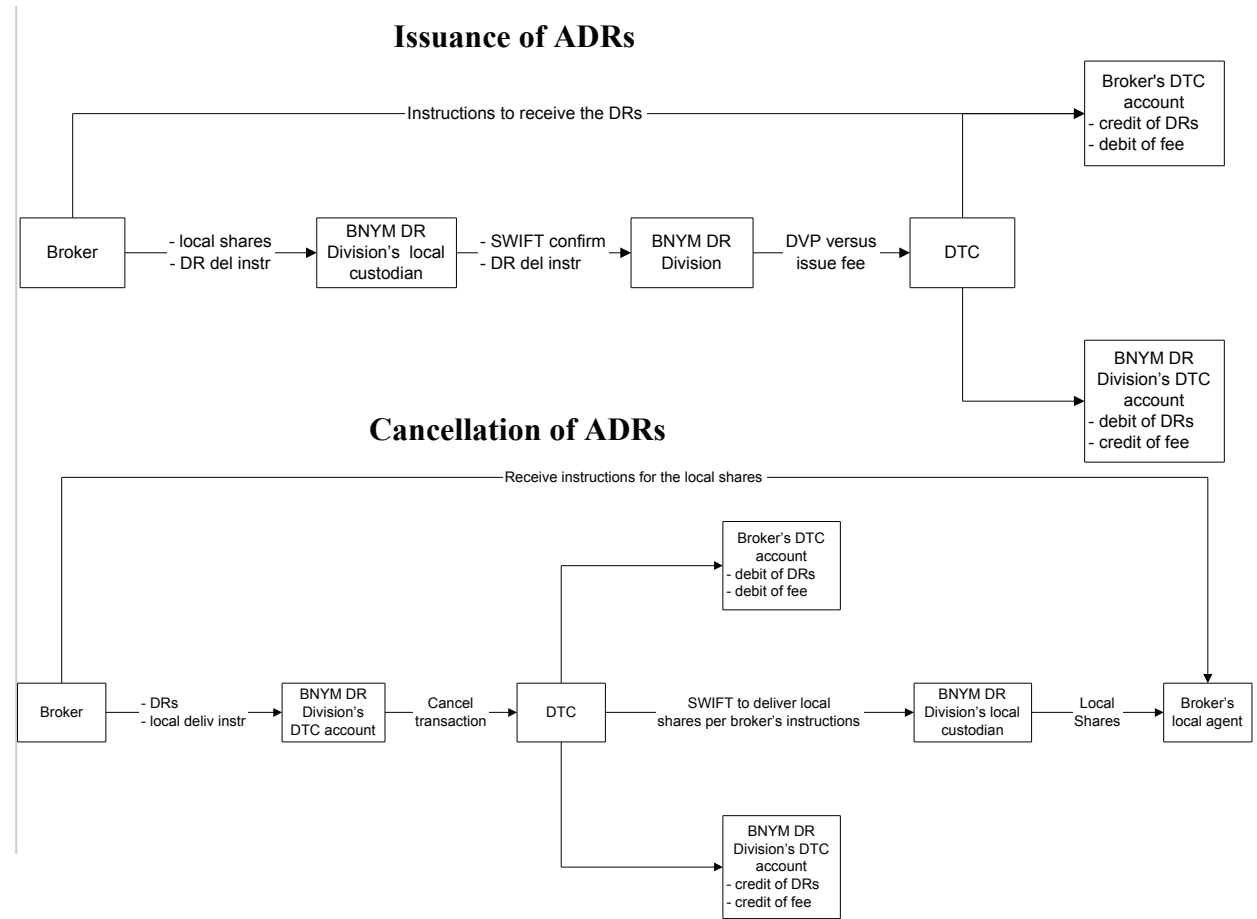 Issuance of ADRs
Instructions to receive the DRs
Broker's DTC
account
- credit of DRs
- debit of fee
Broker
- local shares
- DR del instr
BNYM DR
Division's local
custodian
- SWIFT confirm
- DR del instr
BNYM DR
Division
DVP versus
issue fee
DTC
BNYM DR
Division's DTC
account
- debit of DRs
- credit of fee
Cancellation of ADRs
Receive instructions for the local shares
Broker's DTC
account
- debit of DRs
- debit of fee
Broker
- DRs
- local deliv instr
BNYM DR
Division's
DTC account
Cancel
transaction
DTC
SWIFT to deliver local
shares per broker's instructions
BNYM DR
Division's local
custodian
Local
Shares
Broker's
local agent
BNYM DR
Division's DTC
account
- credit of DRs
- credit of fee